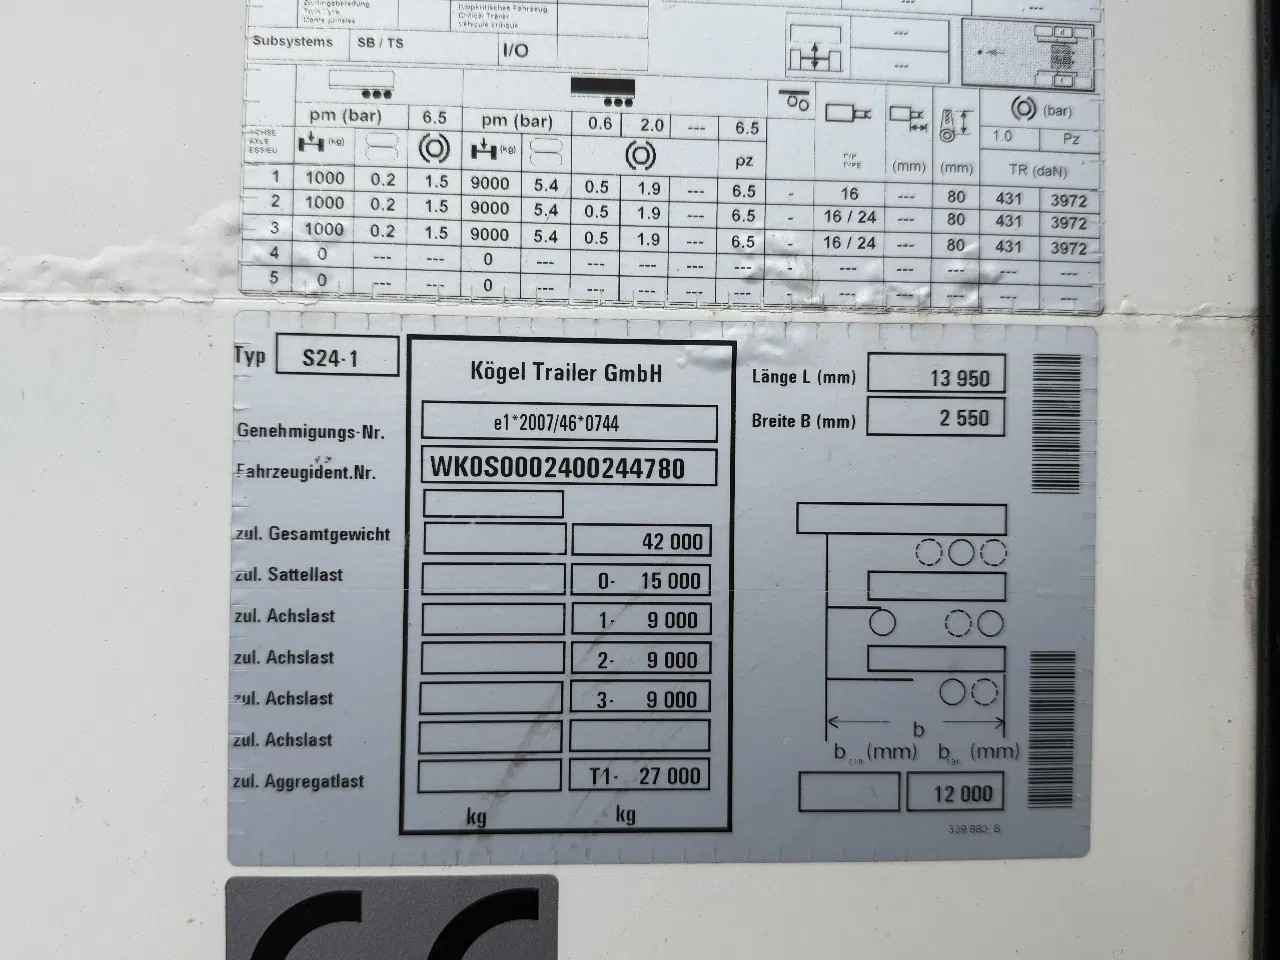 Subsystems SB / TS I/O
--- ---
pm (bar) 6.5 pm (bar) 0.6 2.0 --- 6.5 (bar)
1.0 Pz
ACHSE
AXLE
ESSIEU
(kg) (kg) pz TYPE (mm) (mm) TR (daN)
1 1000 0.2 1.5 9000 5.4 0.5 1.9 --- 6.5 - 16 --- 80 431 3972
2 1000 0.2 1.5 9000 5.4 0.5 1.9 --- 6.5 - 16 / 24 --- 80 431 3972
3 1000 0.2 1.5 9000 5.4 0.5 1.9 --- 6.5 - 16 / 24 --- 80 431 3972
4 0 --- --- 0 --- --- --- --- --- - --- --- --- --- ---
5 0 --- --- 0 --- --- --- --- --- - --- --- --- --- ---
Typ S24-1
Kögel Trailer GmbH
Länge L (mm) 13 950
Breite B (mm) 2 550
Genehmigungs-Nr. e1*2007/46*0744
Fahrzeugident.Nr. WK0S0002400244780
zul. Gesamtgewicht 42 000
zul. Sattellast 0- 15 000
zul. Achslast 1- 9 000
zul. Achslast 2- 9 000
zul. Achslast 3- 9 000
zul. Achslast
zul. Aggregatlast T1- 27 000
kg kg
b
b (mm) b (mm)
12 000
CE